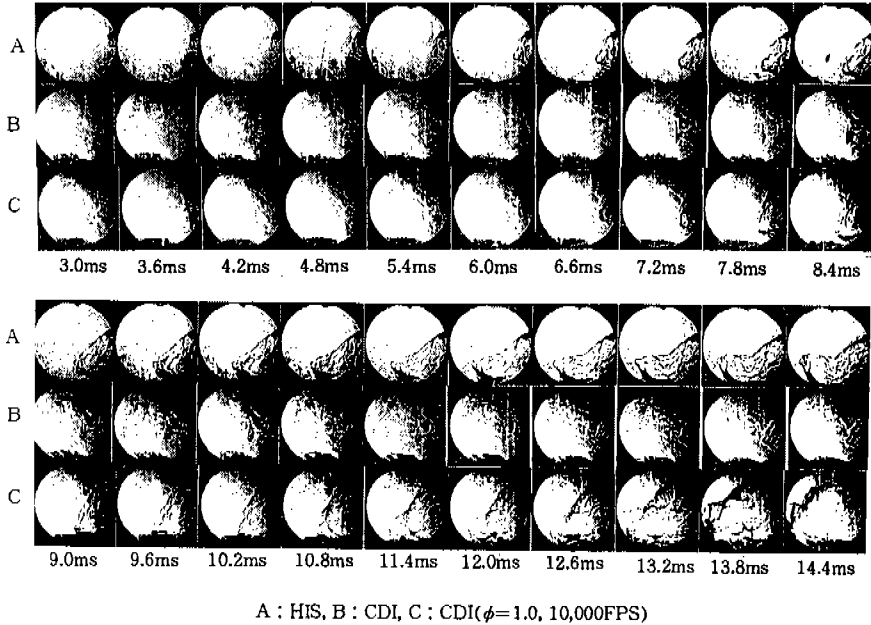 A
B
C
3.0ms 3.6ms 4.2ms 4.8ms 5.4ms 6.0ms 6.6ms 7.2ms 7.8ms 8.4ms
A
B
C
9.0ms 9.6ms 10.2ms 10.8ms 11.4ms 12.0ms 12.6ms 13.2ms 13.8ms 14.4ms
A : HIS, B : CDI, C : CDI(ϕ=1.0, 10,000FPS)